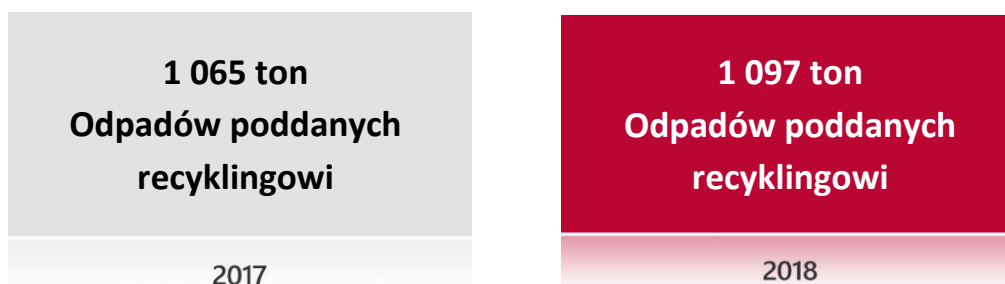 1 065 ton
Odpadów poddanych
recyklingowi
2017
1 097 ton
Odpadów poddanych
recyklingowi
2018